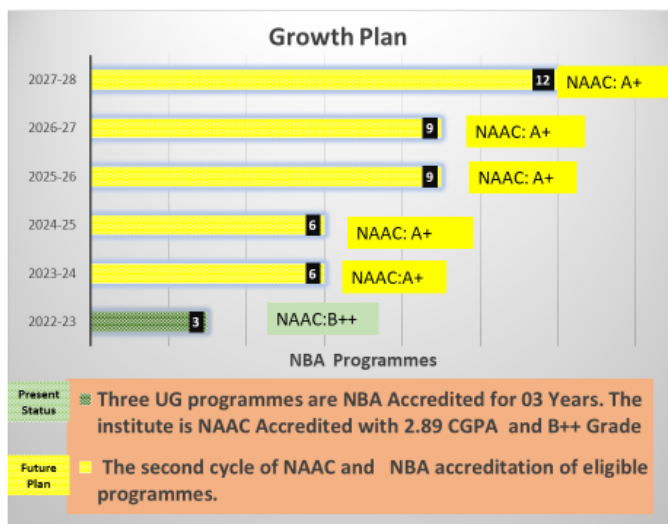 Growth Plan
2027-28 12 NAAC: A+
2026-27 9 NAAC: A+
2025-26 9 NAAC: A+
2024-25 6 NAAC: A+
2023-24 6 NAAC:A+
2022-23 3 NAAC:B++
NBA Programmes
Present
Status
Three UG programmes are NBA Accredited for 03 Years. The
institute is NAAC Accredited with 2.89 CGPA and B++ Grade
Future
Plan
The second cycle of NAAC and NBA accreditation of eligible
programmes.